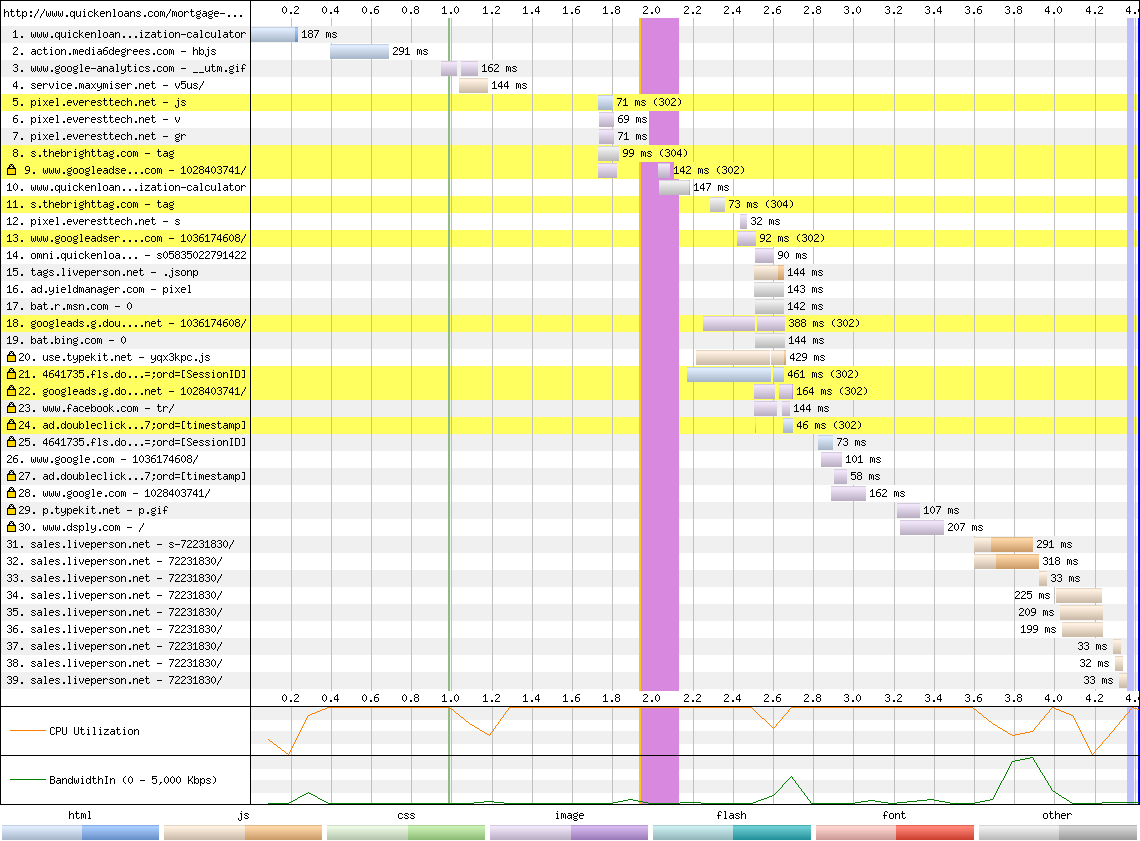 http://www.quickenloans.com/mortgage-... 0.2 0.4 0.6 0.8 1.0 1.2 1.4 1.6 1.8 2.0 2.2 2.4 2.6 2.8 3.0 3.2 3.4 3.6 3.8 4.0 4.2 4.
1. www.quickenloan...ization-calculator 187 ms
2. action.media6degrees.com - hbjs 291 ms
3. www.google-analytics.com - __utm.gif 162 ms
4. service.maxymiser.net - v5us/ 144 ms
5. pixel.everesttech.net - js 71 ms (302)
6. pixel.everesttech.net - v 69 ms
7. pixel.everesttech.net - gr 71 ms
8. s.thebrighttag.com - tag 99 ms (304)
9. www.googleadse...com - 1028403741/ 142 ms (302)
10. www.quickenloan...ization-calculator 147 ms
11. s.thebrighttag.com - tag 73 ms (304)
12. pixel.everesttech.net - s 32 ms
13. www.googleadser....com - 1036174608/ 92 ms (302)
14. omni.quickenloa... - s05835022791422 90 ms
15. tags.liveperson.net - .jsonp 144 ms
16. ad.yieldmanager.com - pixel 143 ms
17. bat.r.msn.com - 0 142 ms
18. googleads.g.dou....net - 1036174608/ 388 ms (302)
19. bat.bing.com - 0 144 ms
20. use.typekit.net - yqx3kpc.js 429 ms
21. 4641735.fls.do...=;ord=[SessionID] 461 ms (302)
22. googleads.g.do...net - 1028403741/ 164 ms (302)
23. www.facebook.com - tr/ 144 ms
24. ad.doubleclick...7;ord=[timestamp] 46 ms (302)
25. 4641735.fls.do...=;ord=[SessionID] 73 ms
26. www.google.com - 1036174608/ 101 ms
27. ad.doubleclick...7;ord=[timestamp] 58 ms
28. www.google.com - 1028403741/ 162 ms
29. p.typekit.net - p.gif 107 ms
30. www.dsply.com - / 207 ms
31. sales.liveperson.net - s-72231830/ 291 ms
32. sales.liveperson.net - 72231830/ 318 ms
33. sales.liveperson.net - 72231830/ 33 ms
34. sales.liveperson.net - 72231830/ 225 ms
35. sales.liveperson.net - 72231830/ 209 ms
36. sales.liveperson.net - 72231830/ 199 ms
37. sales.liveperson.net - 72231830/ 33 ms
38. sales.liveperson.net - 72231830/ 32 ms
39. sales.liveperson.net - 72231830/ 33 ms
0.2 0.4 0.6 0.8 1.0 1.2 1.4 1.6 1.8 2.0 2.2 2.4 2.6 2.8 3.0 3.2 3.4 3.6 3.8 4.0 4.2 4.
CPU Utilization
BandwidthIn (0 - 5,000 Kbps)
html js css image flash font other